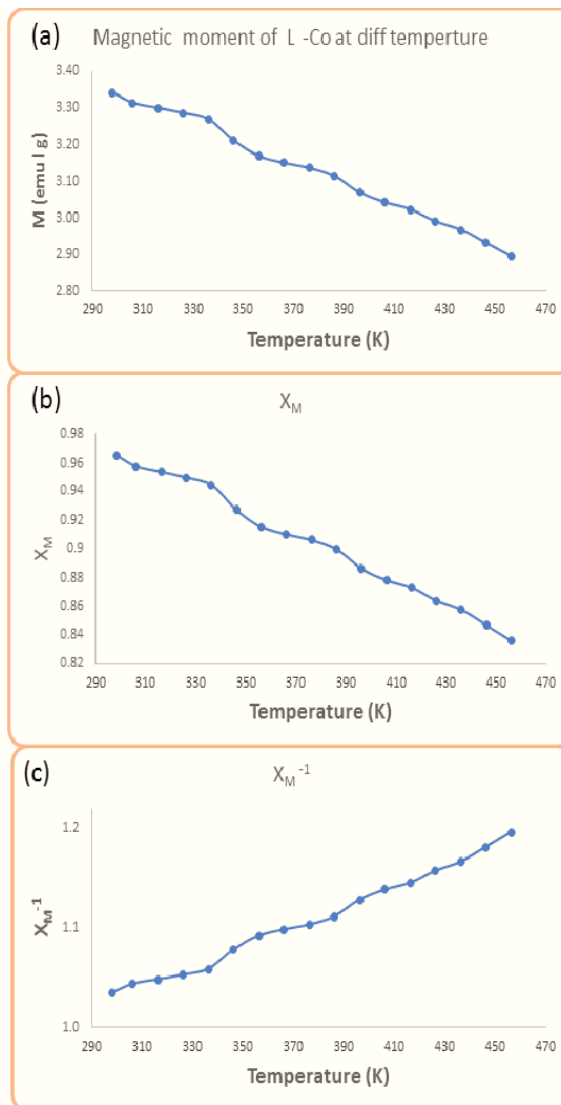 (a) Magnetic moment of L -Co at diff temperture
3.40
3.30
3.20
3.10
3.00
2.90
2.80
M (emu l g)
290 310 330 350 370 390 410 430 450 470
Temperature (K)
(b) X_M
0.98
0.96
0.94
0.92
0.9
0.88
0.86
0.84
0.82
X_M
290 310 330 350 370 390 410 430 450 470
Temperature (K)
(c) X_M^-1
1.2
1.1
1.0
X_M^-1
290 310 330 350 370 390 410 430 450 470
Temperature (K)